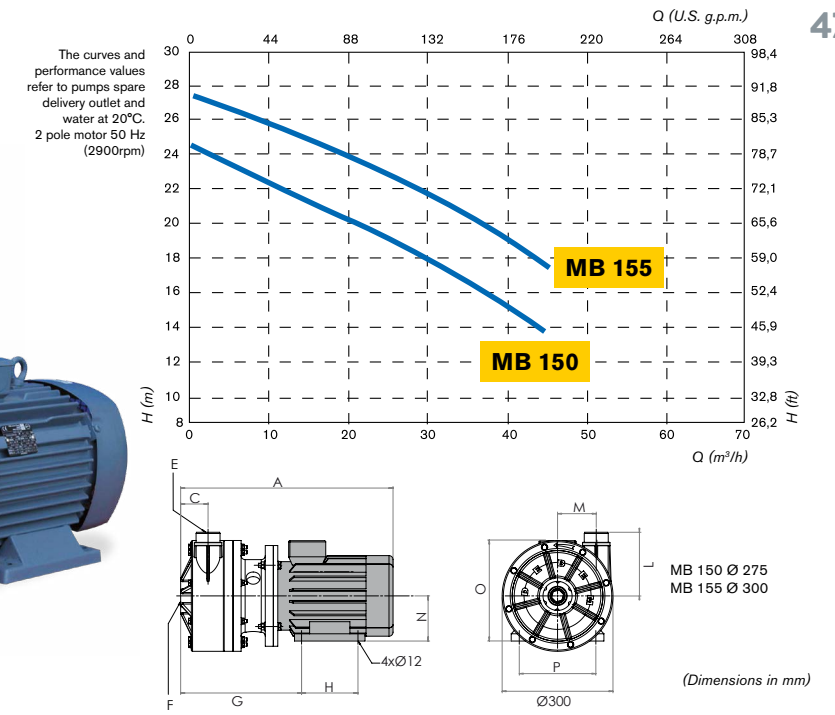 Q (U.S. g.p.m.)
0 44 88 132 176 220 264 308
The curves and
performance values
refer to pumps spare
delivery outlet and
water at 20°C.
2 pole motor 50 Hz
(2900rpm)
30 98,4
28 91,8
26 85,3
24 78,7
22 72,1
20 65,6
18 59,0
16 52,4
14 45,9
12 39,3
10 32,8
8 26,2
H (m)
H (ft)
MB 155
MB 150
0 10 20 30 40 50 60 70
Q (m³/h)
E
A
C
N
4xØ12
H
G
F
M
L
O
P
Ø300
MB 150 Ø 275
MB 155 Ø 300
(Dimensions in mm)